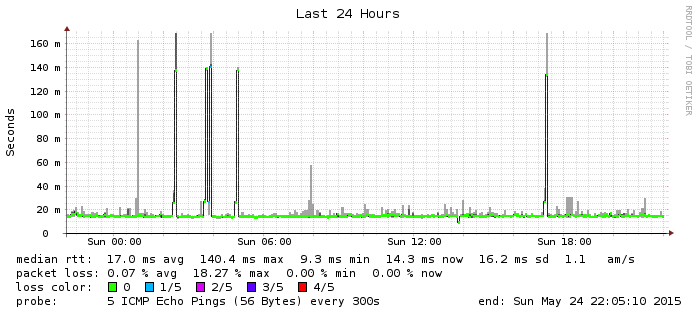 Last 24 Hours
RRDTOOL / TOBI OETIKER
Seconds
160 m
140 m
120 m
100 m
80 m
60 m
40 m
20 m
0
Sun 00:00 Sun 06:00 Sun 12:00 Sun 18:00
median rtt: 17.0 ms avg 140.4 ms max 9.3 ms min 14.3 ms now 16.2 ms sd 1.1 am/s
packet loss: 0.07 % avg 18.27 % max 0.00 % min 0.00 % now
loss color: 0 1/5 2/5 3/5 4/5
probe: 5 ICMP Echo Pings (56 Bytes) every 300s end: Sun May 24 22:05:10 2015